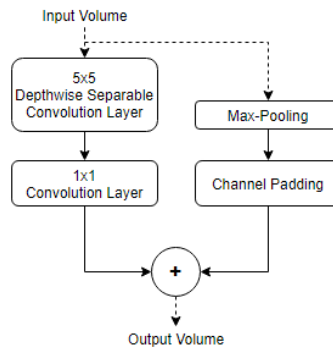 Input Volume
5x5
Depthwise Separable
Convolution Layer
Max-Pooling
1x1
Convolution Layer
Channel Padding
+
Output Volume